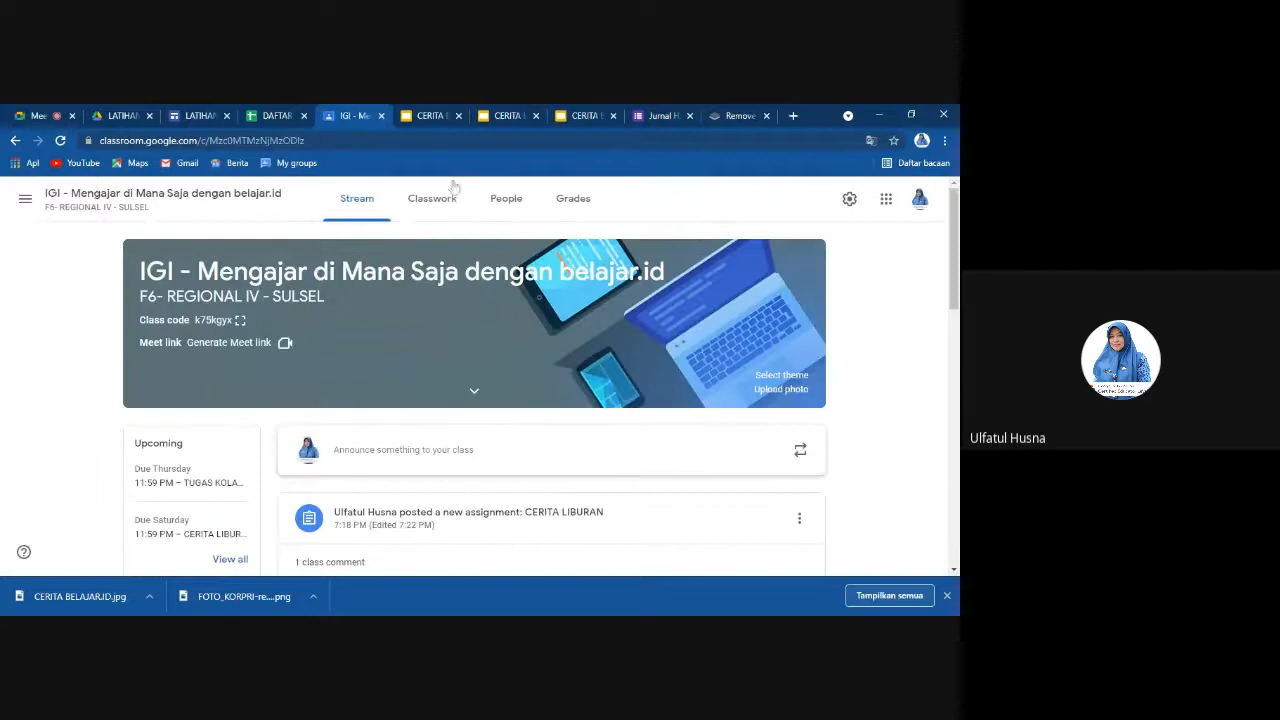 Mee
LATIHAN
LATIHAN
DAFTAR
IGI - Me
CERITA
CERITA
CERITA
Jurnal H
Remove
classroom.google.com/c/Mzc0MTMzNjMzODIz
Apl
YouTube
Maps
Gmail
Berita
My groups
Daftar bacaan
IGI - Mengajar di Mana Saja dengan belajar.id
F6- REGIONAL IV - SULSEL
Stream
Classwork
People
Grades
IGI - Mengajar di Mana Saja dengan belajar.id
F6- REGIONAL IV - SULSEL
Class code k75kgyx
Meet link Generate Meet link
Select theme
Upload photo
Upcoming
Due Thursday
11:59 PM – TUGAS KOLA...
Due Saturday
11:59 PM – CERITA LIBUR...
View all
Announce something to your class
Ulfatul Husna posted a new assignment: CERITA LIBURAN
7:18 PM (Edited 7:22 PM)
1 class comment
CERITA BELAJAR.ID.jpg
FOTO_KORPRI-re....png
Tampilkan semua
Ulfatul Husna